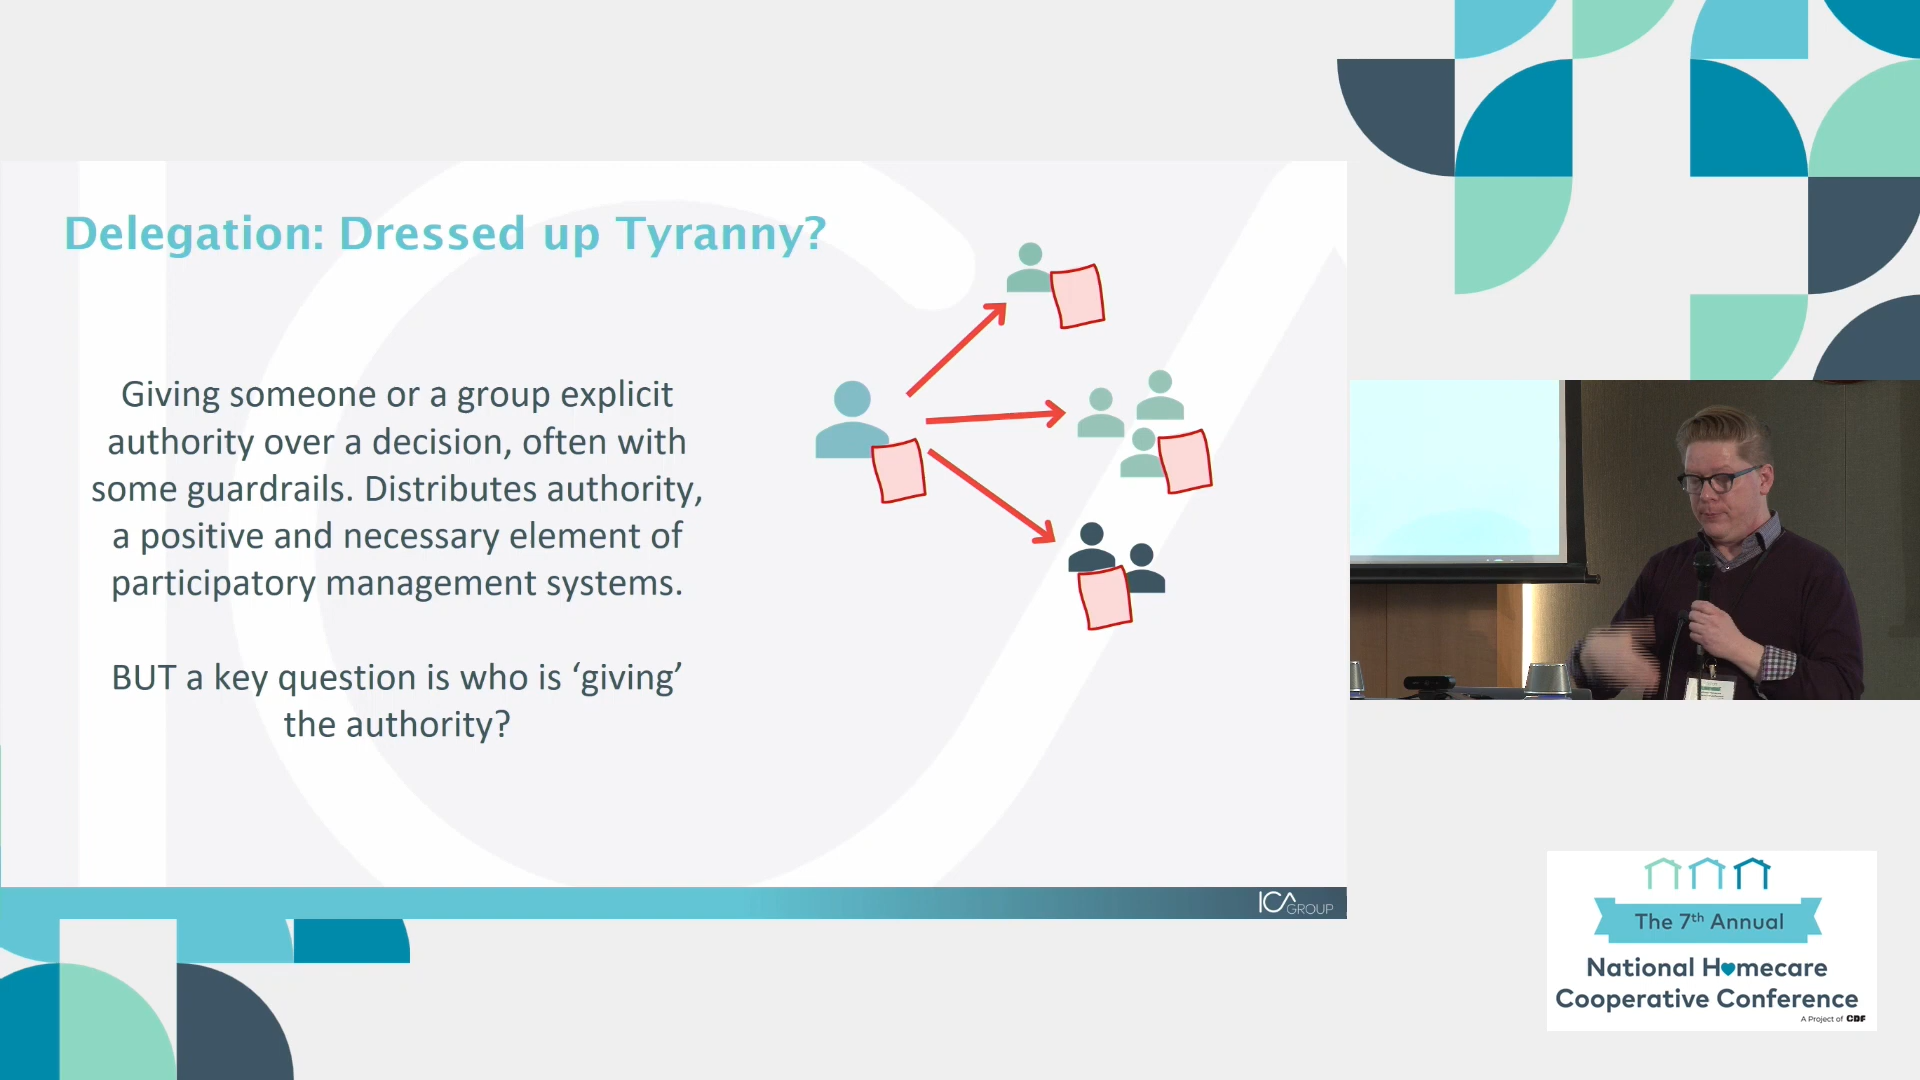 Delegation: Dressed up Tyranny?
Giving someone or a group explicit
authority over a decision, often with
some guardrails. Distributes authority,
a positive and necessary element of
participatory management systems.
BUT a key question is who is ‘giving’
the authority?
ICA GROUP
The 7th Annual
National Homecare
Cooperative Conference
A Project of CDF